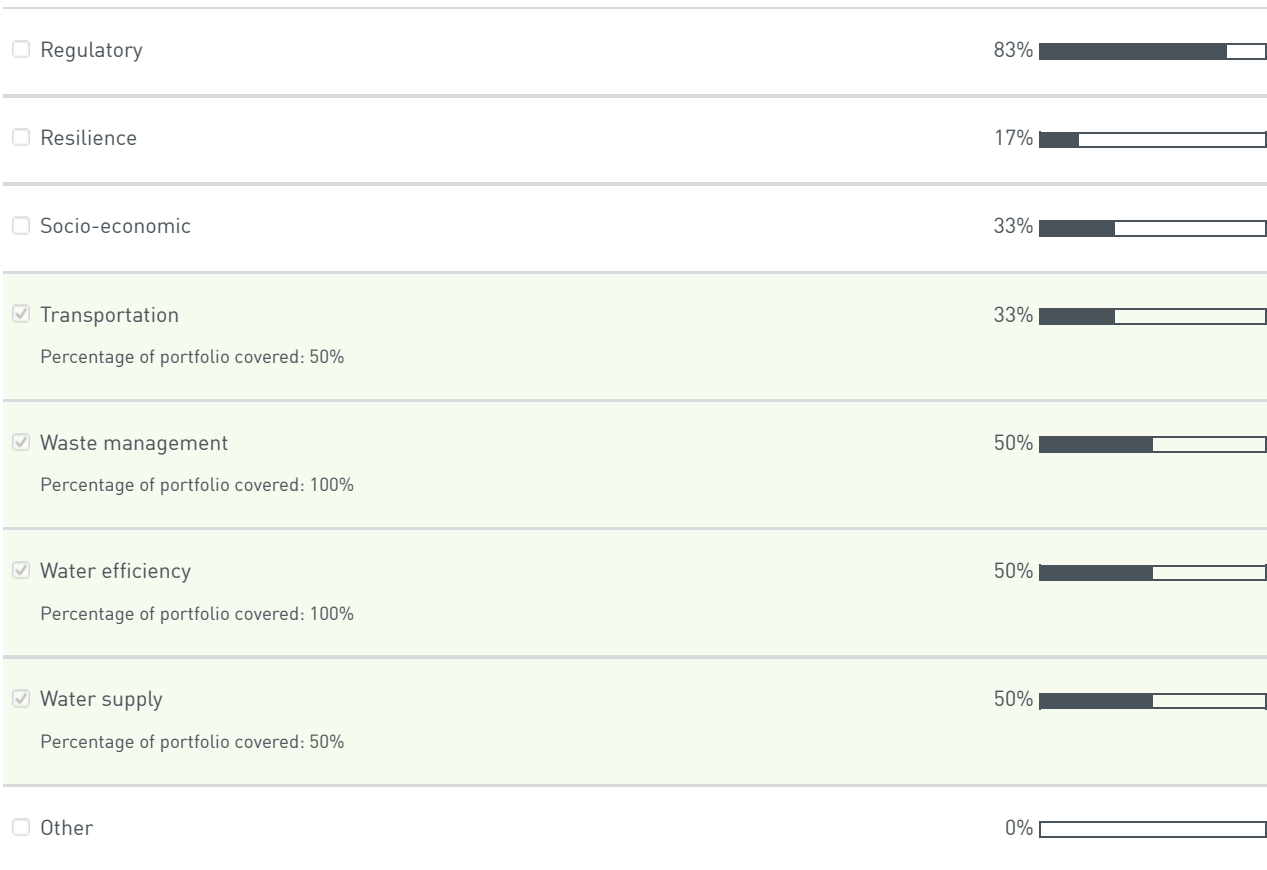 Regulatory 83%
Resilience 17%
Socio-economic 33%
Transportation 33%
Percentage of portfolio covered: 50%
Waste management 50%
Percentage of portfolio covered: 100%
Water efficiency 50%
Percentage of portfolio covered: 100%
Water supply 50%
Percentage of portfolio covered: 50%
Other 0%